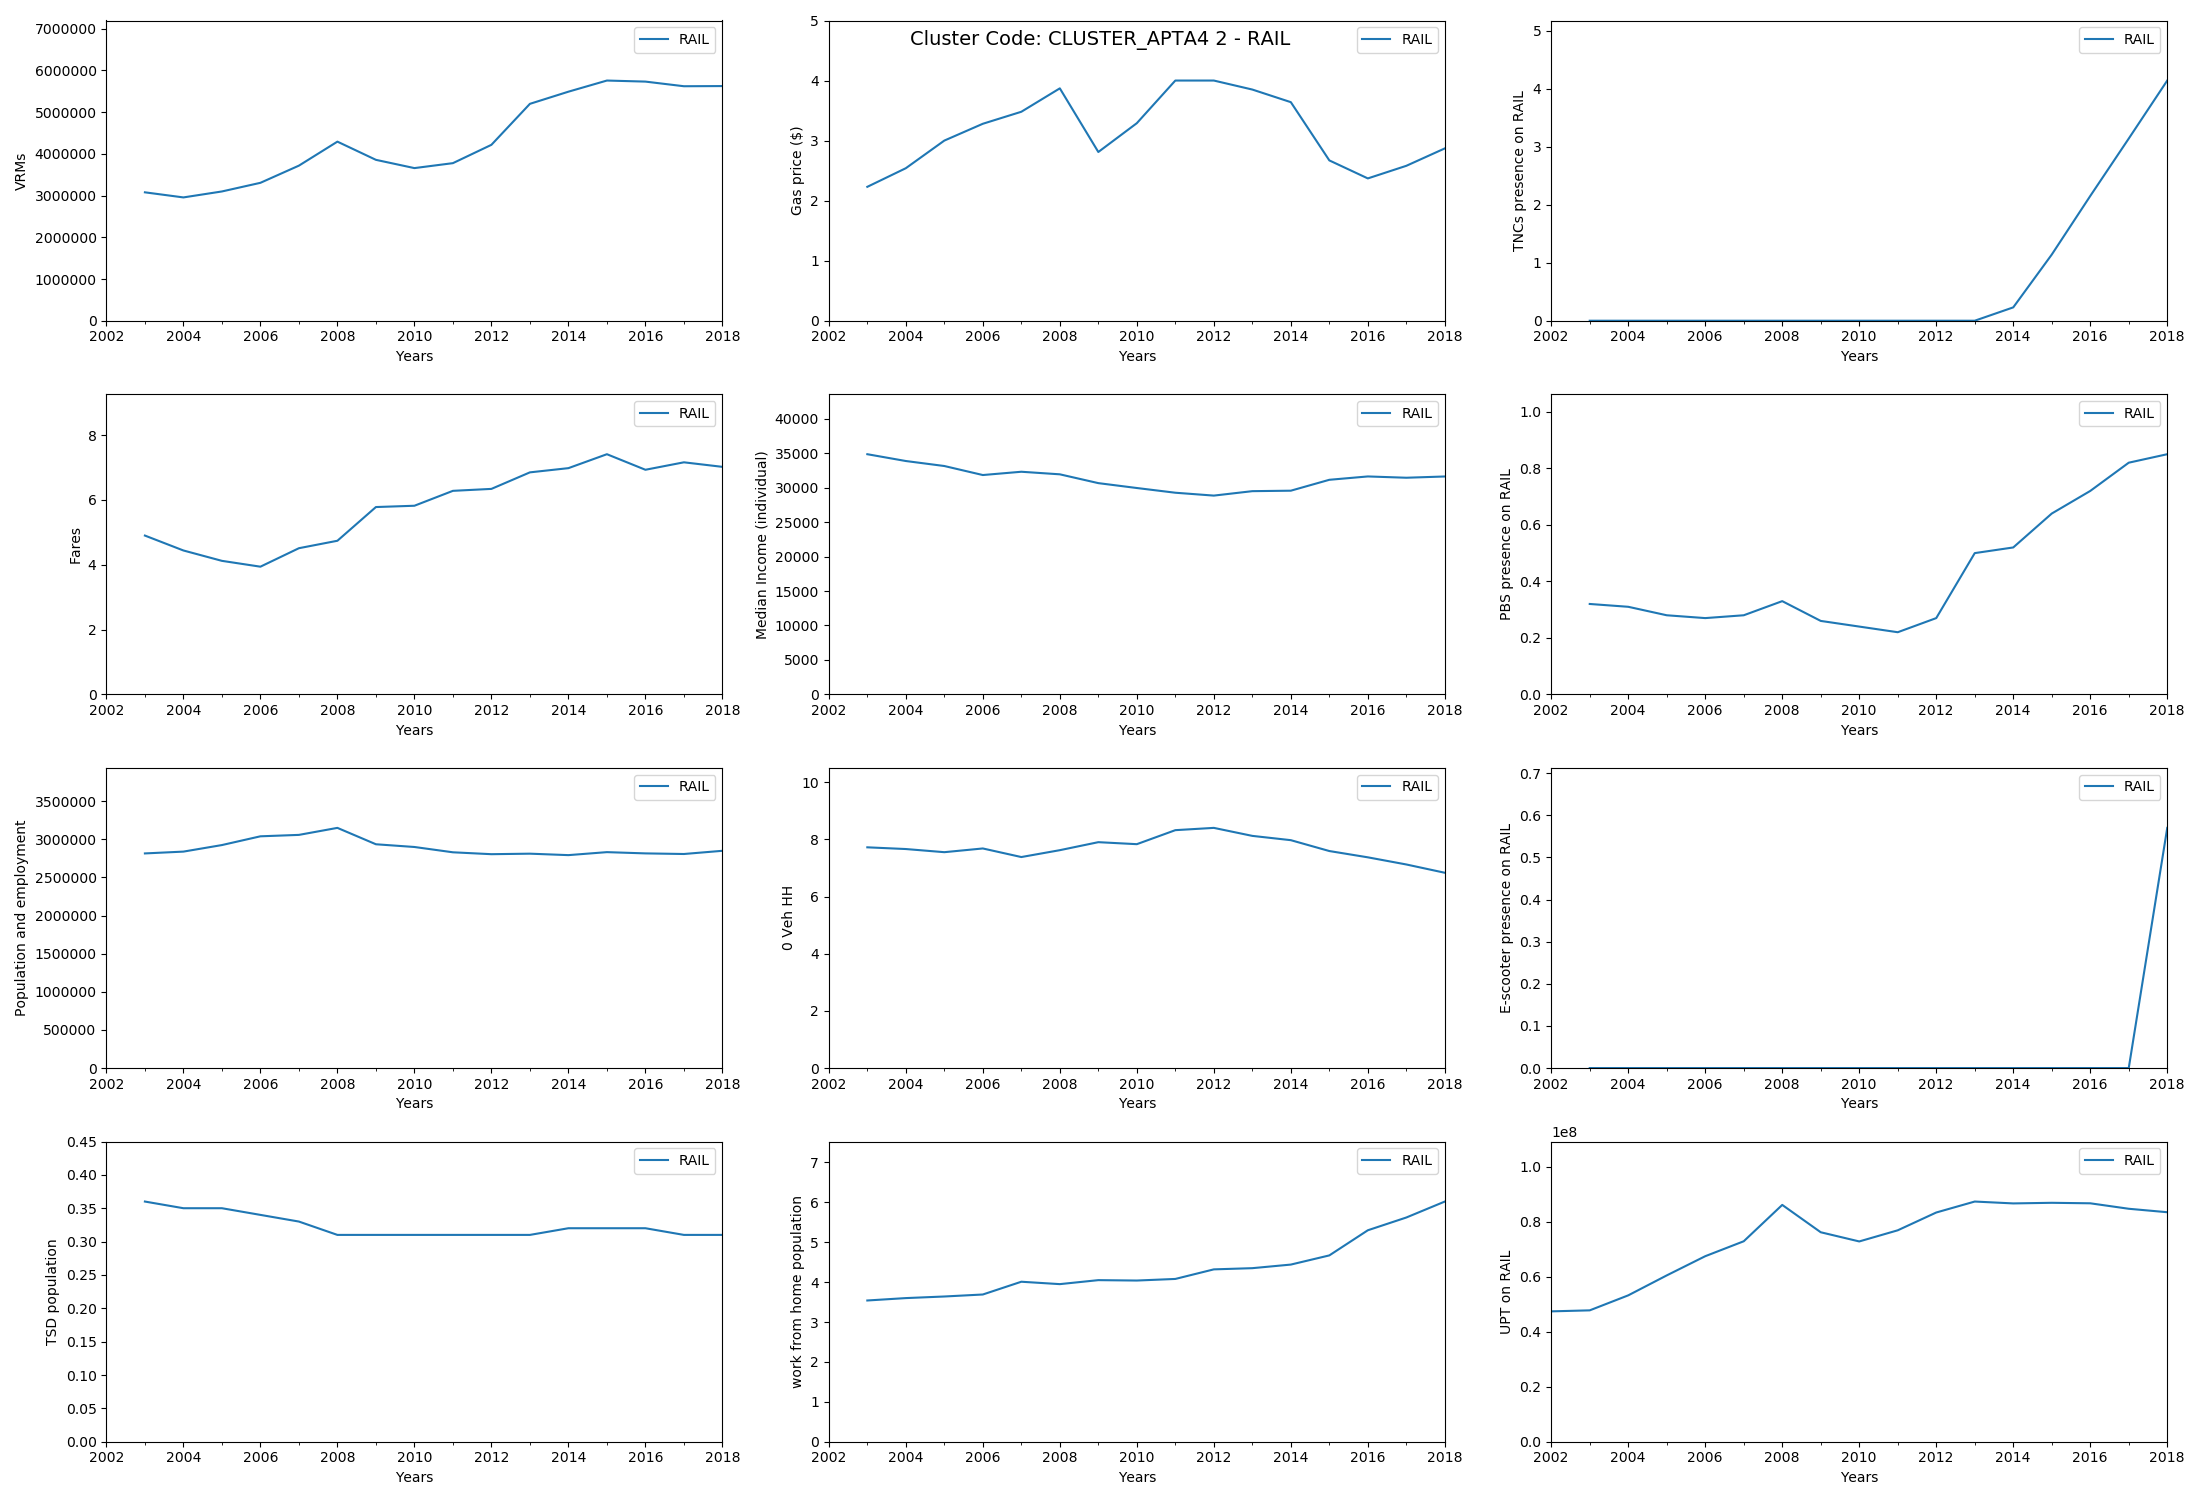 Cluster Code: CLUSTER_APTA4 2 - RAIL
VRMs
7000000
6000000
5000000
4000000
3000000
2000000
1000000
0
RAIL
2002 2004 2006 2008 2010 2012 2014 2016 2018
Years
Gas price ($)
5
4
3
2
1
0
RAIL
2002 2004 2006 2008 2010 2012 2014 2016 2018
Years
TNCs presence on RAIL
5
4
3
2
1
0
RAIL
2002 2004 2006 2008 2010 2012 2014 2016 2018
Years
Fares
8
6
4
2
0
RAIL
2002 2004 2006 2008 2010 2012 2014 2016 2018
Years
Median Income (individual)
40000
35000
30000
25000
20000
15000
10000
5000
0
RAIL
2002 2004 2006 2008 2010 2012 2014 2016 2018
Years
PBS presence on RAIL
1.0
0.8
0.6
0.4
0.2
0.0
RAIL
2002 2004 2006 2008 2010 2012 2014 2016 2018
Years
Population and employment
3500000
3000000
2500000
2000000
1500000
1000000
500000
0
RAIL
2002 2004 2006 2008 2010 2012 2014 2016 2018
Years
0 Veh HH
10
8
6
4
2
0
RAIL
2002 2004 2006 2008 2010 2012 2014 2016 2018
Years
E-scooter presence on RAIL
0.7
0.6
0.5
0.4
0.3
0.2
0.1
0.0
RAIL
2002 2004 2006 2008 2010 2012 2014 2016 2018
Years
TSD population
0.45
0.40
0.35
0.30
0.25
0.20
0.15
0.10
0.05
0.00
RAIL
2002 2004 2006 2008 2010 2012 2014 2016 2018
Years
work from home population
7
6
5
4
3
2
1
0
RAIL
2002 2004 2006 2008 2010 2012 2014 2016 2018
Years
UPT on RAIL
1e8
1.0
0.8
0.6
0.4
0.2
0.0
RAIL
2002 2004 2006 2008 2010 2012 2014 2016 2018
Years